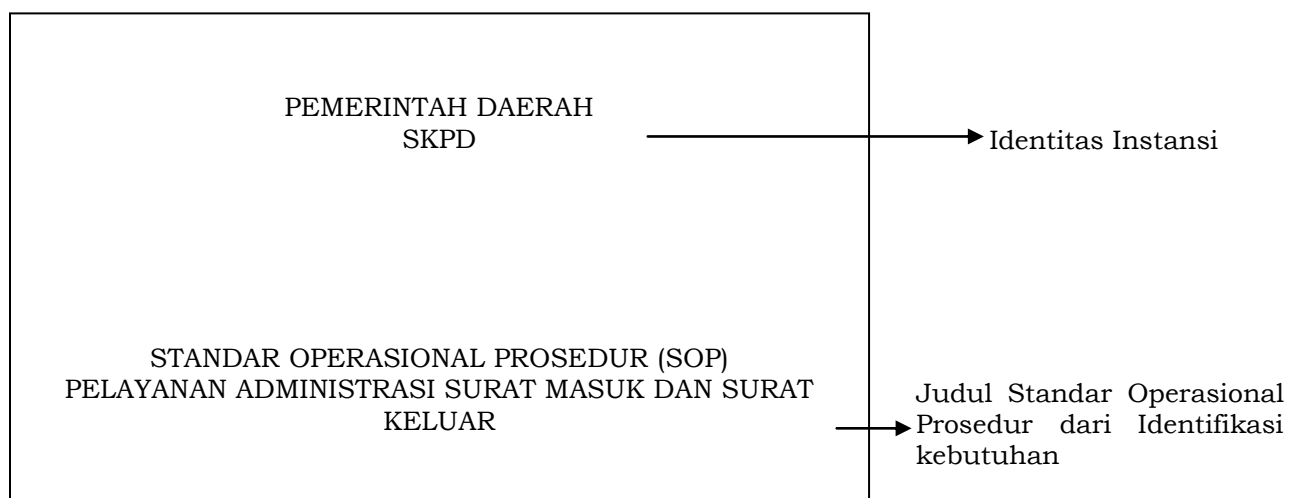 PEMERINTAH DAERAH
SKPD
Identitas Instansi
STANDAR OPERASIONAL PROSEDUR (SOP)
PELAYANAN ADMINISTRASI SURAT MASUK DAN SURAT
KELUAR
Judul Standar Operasional
Prosedur dari Identifikasi
kebutuhan